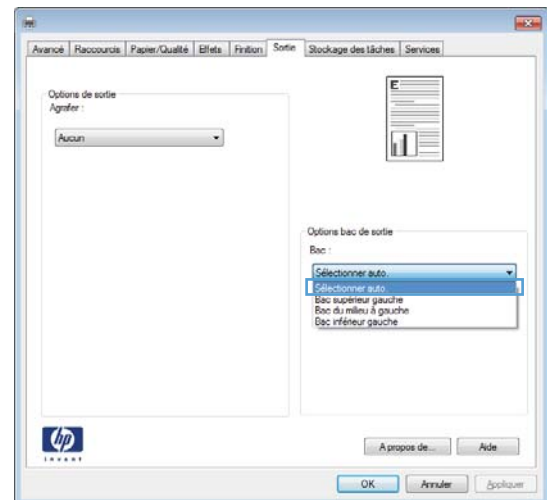 Avancé Raccourcis Papier/Qualité Effets Finition Sortie Stockage des tâches Services
Options de sortie
Agrafer :
Aucun
E
Options bac de sortie
Bac :
Sélectionner auto.
Sélectionner auto.
Bac supérieur gauche
Bac du milieu à gauche
Bac inférieur gauche
hp
invent
A propos de... Aide
OK Annuler Appliquer